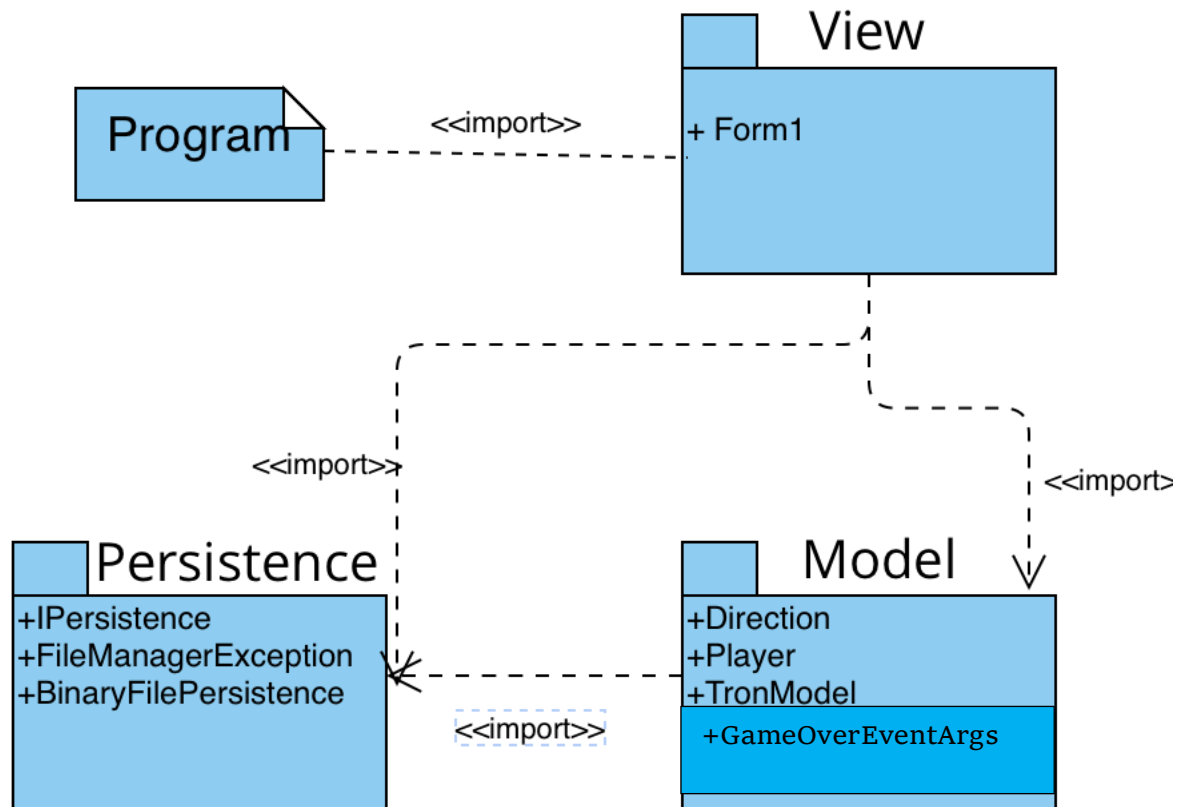 View
Program
<<import>>
+ Form1
<<import>>
<<import>
Persistence
+IPersistence
+FileManagerException
+BinaryFilePersistence
Model
+Direction
+Player
+TronModel
+GameOverEventArgs
<<import>>